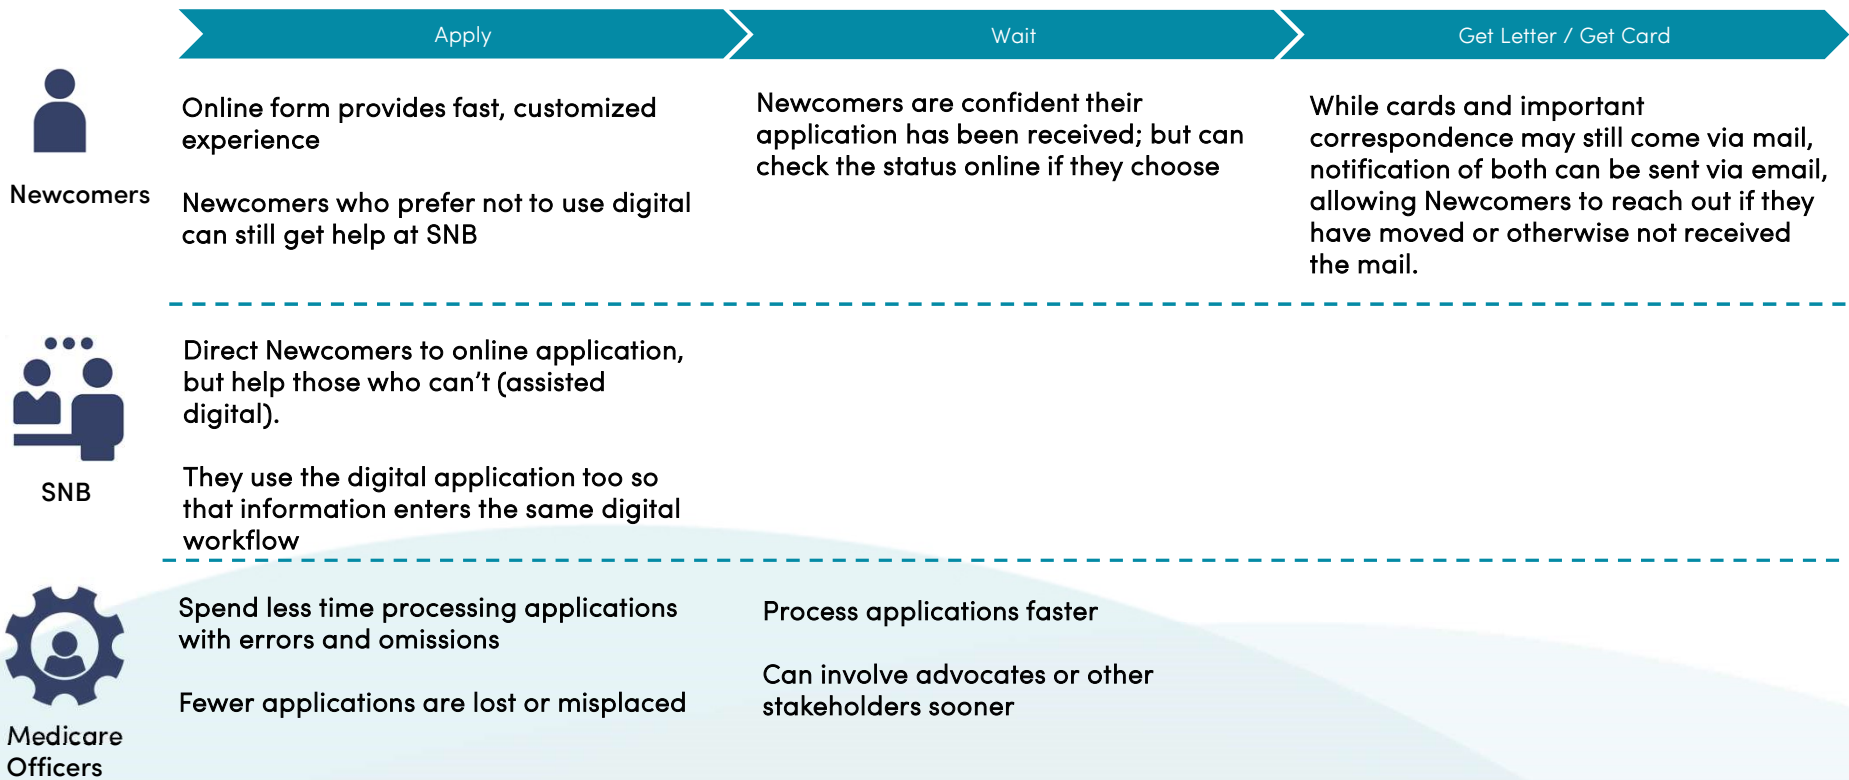 Apply
Wait
Get Letter / Get Card
Newcomers
Online form provides fast, customized
experience
Newcomers who prefer not to use digital
can still get help at SNB
Newcomers are confident their
application has been received; but can
check the status online if they choose
While cards and important
correspondence may still come via mail,
notification of both can be sent via email,
allowing Newcomers to reach out if they
have moved or otherwise not received
the mail.
SNB
Direct Newcomers to online application,
but help those who can't (assisted
digital).
They use the digital application too so
that information enters the same digital
workflow
Medicare
Officers
Spend less time processing applications
with errors and omissions
Fewer applications are lost or misplaced
Process applications faster
Can involve advocates or other
stakeholders sooner